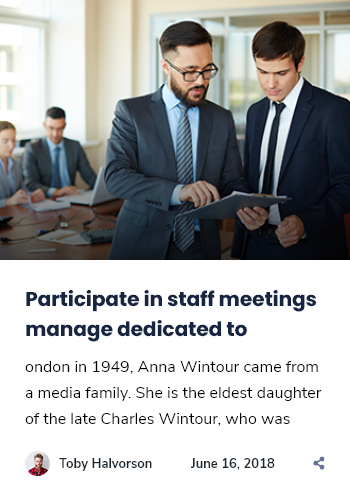 Participate in staff meetings
manage dedicated to
ondon in 1949, Anna Wintour came from
a media family. She is the eldest daughter
of the late Charles Wintour, who was
Toby Halvorson June 16, 2018